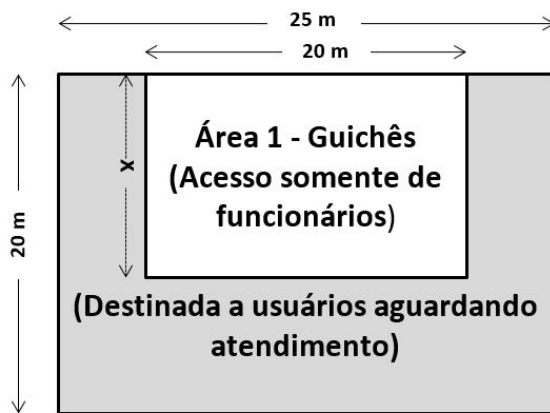 25 m
20 m
Área 1 - Guichês
(Acesso somente de
funcionários)
x
20 m
(Destinada a usuários aguardando
atendimento)